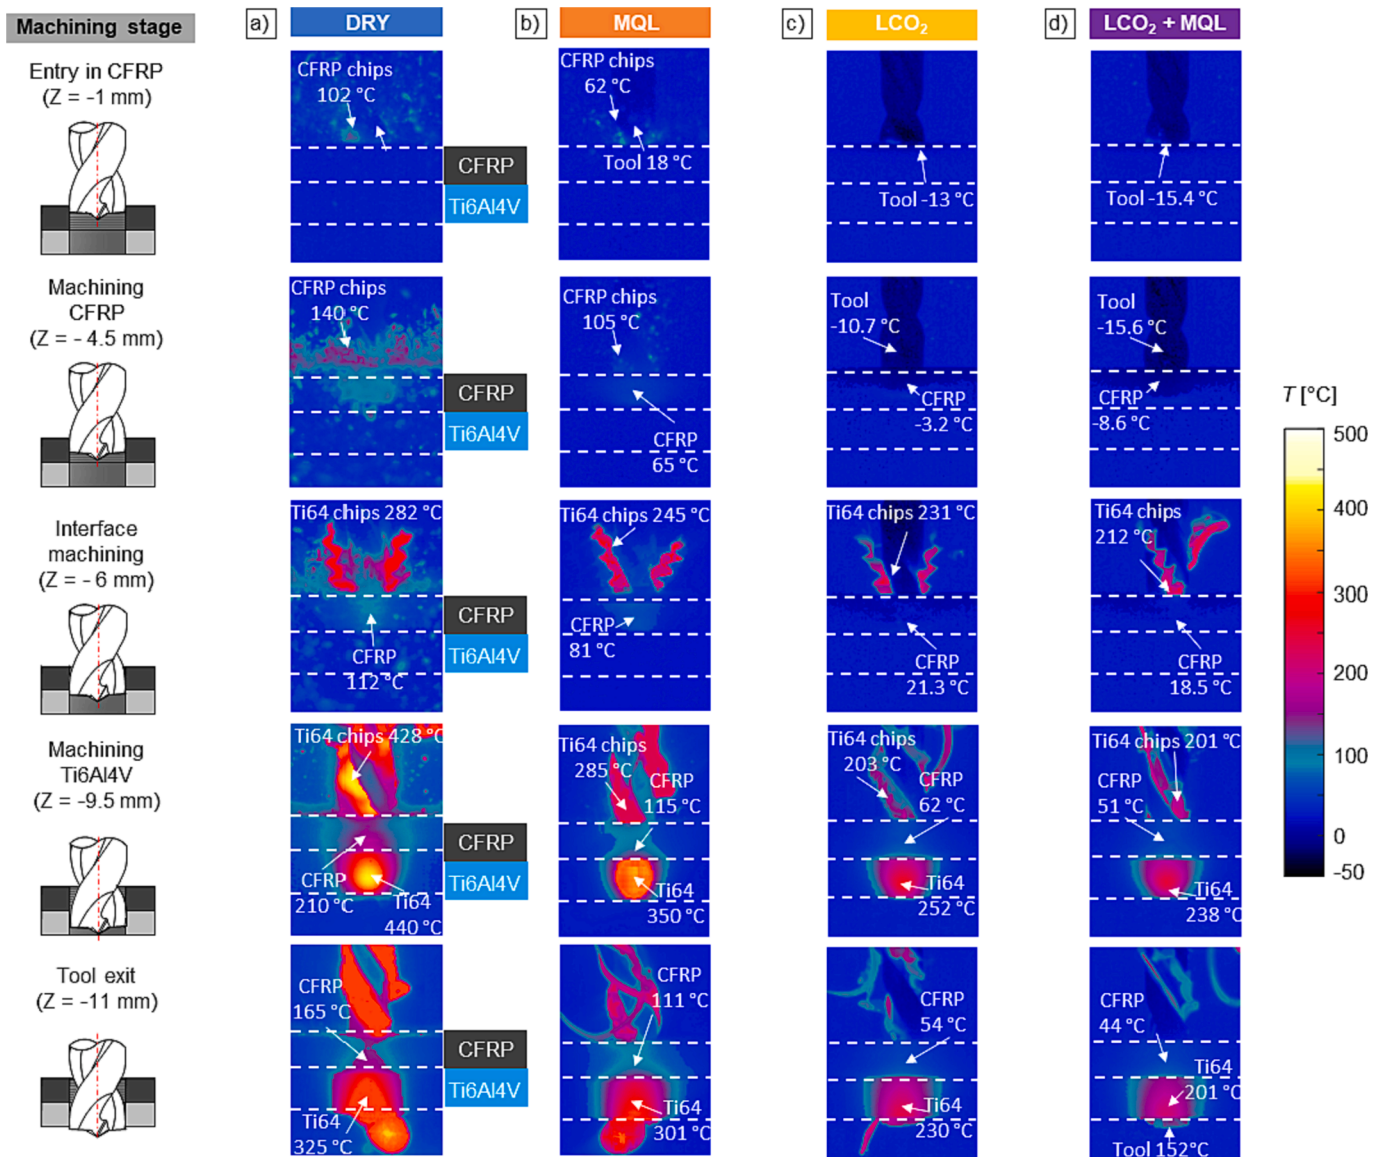 Machining stage
a)
DRY
b)
MQL
c)
LCO₂
d)
LCO₂ + MQL
Entry in CFRP
(Z = -1 mm)
CFRP chips
102 °C
CFRP
Ti6Al4V
CFRP chips
62 °C
Tool 18 °C
Tool -13 °C
Tool -15.4 °C
Machining
CFRP
(Z = - 4.5 mm)
CFRP chips
140 °C
CFRP
Ti6Al4V
CFRP chips
105 °C
CFRP
65 °C
Tool
-10.7 °C
CFRP
-3.2 °C
Tool
-15.6 °C
CFRP
-8.6 °C
Interface
machining
(Z = - 6 mm)
Ti64 chips 282 °C
CFRP
112 °C
CFRP
Ti6Al4V
Ti64 chips 245 °C
CFRP
81 °C
Ti64 chips 231 °C
CFRP
21.3 °C
Ti64 chips
212 °C
CFRP
18.5 °C
Machining
Ti6Al4V
(Z = -9.5 mm)
Ti64 chips 428 °C
CFRP
210 °C
Ti64
440 °C
CFRP
Ti6Al4V
Ti64 chips
285 °C
CFRP
115 °C
Ti64
350 °C
Ti64 chips
203 °C
CFRP
62 °C
Ti64
252 °C
Ti64 chips 201 °C
CFRP
51 °C
Ti64
238 °C
Tool exit
(Z = -11 mm)
CFRP
165 °C
Ti64
325 °C
CFRP
Ti6Al4V
CFRP
111 °C
Ti64
301 °C
CFRP
54 °C
Ti64
230 °C
CFRP
44 °C
Ti64
201 °C
Tool 152°C
T [°C]
500
400
300
200
100
0
-50